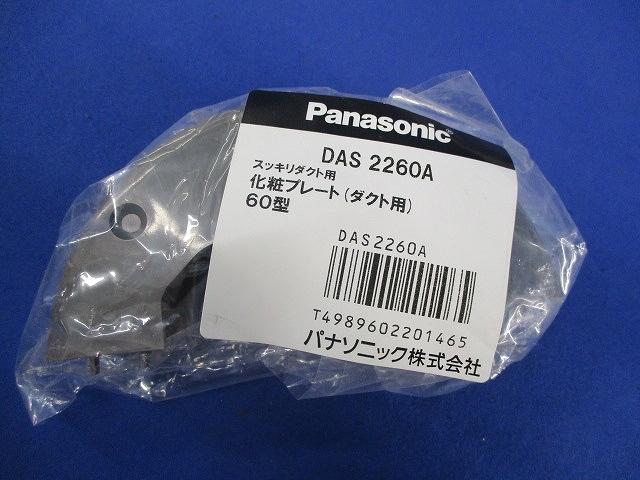 Panasonic®
DAS 2260A
スッキリダクト用
化粧プレート(ダクト用)
60型
DAS2260A
T4989602201465
パナソニック株式会社